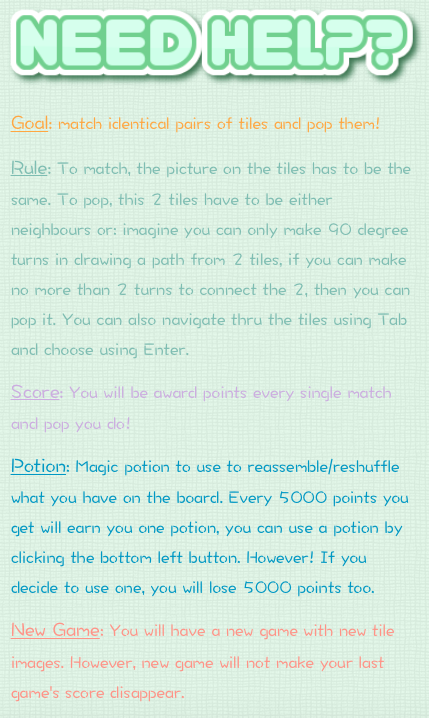 NEED HELP?
Goal: match identical pairs of tiles and pop them!
Rule: To match, the picture on the tiles has to be the
same. To pop, this 2 tiles have to be either
neighbours or: imagine you can only make 90 degree
turns in drawing a path from 2 tiles, if you can make
no more than 2 turns to connect the 2, then you can
pop it. You can also navigate thru the tiles using Tab
and choose using Enter.
Score: You will be award points every single match
and pop you do!
Potion: Magic potion to use to reassemble/reshuffle
what you have on the board. Every 5000 points you
get will earn you one potion, you can use a potion by
clicking the bottom left button. However! If you
decide to use one, you will lose 5000 points too.
New Game: You will have a new game with new tile
images. However, new game will not make your last
game's score disappear.